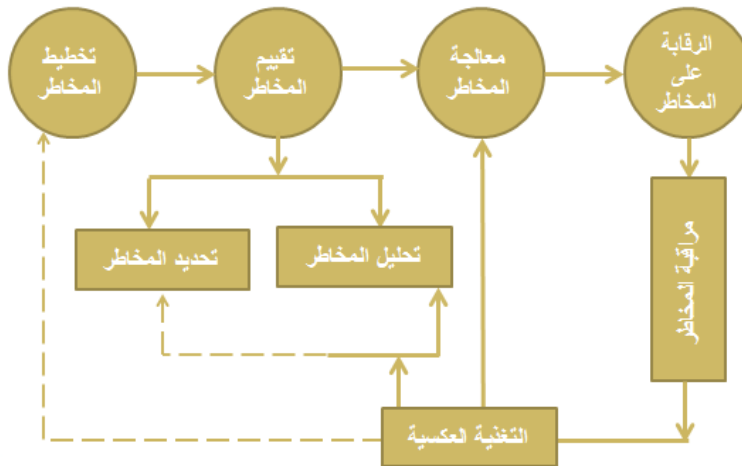 تخطيط
المخاطر
تقييم
المخاطر
معالجة
المخاطر
الرقابة
على
المخاطر
تحديد المخاطر
تحليل المخاطر
مراقبة المخاطر
التغذية العكسية